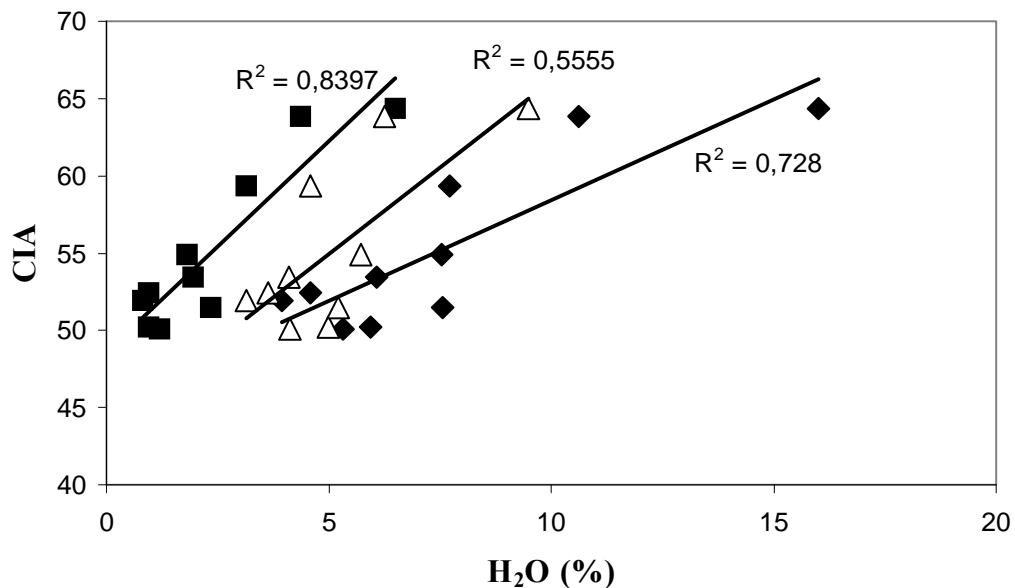 70
R² = 0,5555
R² = 0,8397
65
R² = 0,728
60
CIA
55
50
45
40
0 5 10 15 20
H₂O (%)